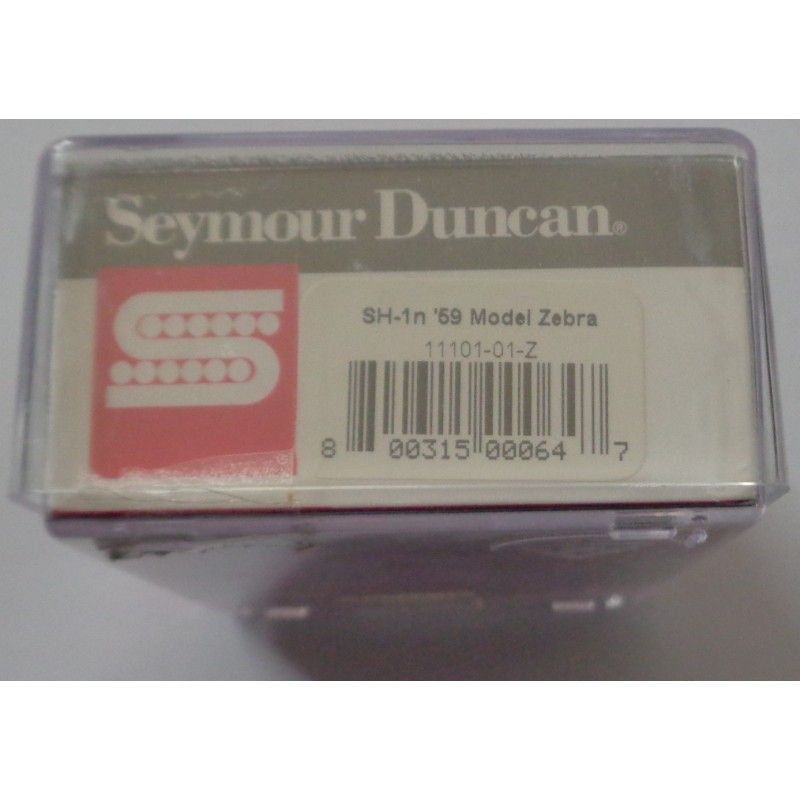 Seymour Duncan®
SH-1n '59 Model Zebra
11101-01-Z
8 00315 00064 7